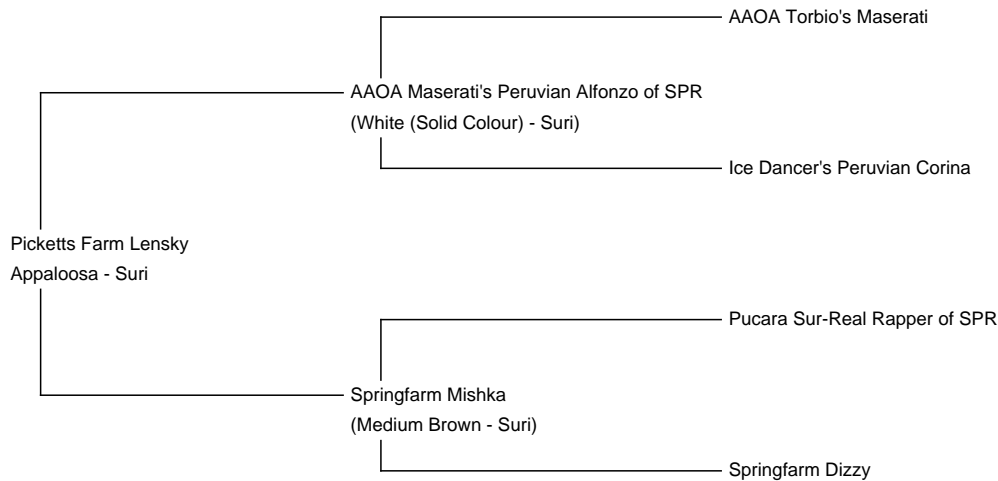 AAOA Torbio's Maserati
AAOA Maserati's Peruvian Alfonzo of SPR
(White (Solid Colour) - Suri)
Ice Dancer's Peruvian Corina
Picketts Farm Lensky
Appaloosa - Suri
Pucara Sur-Real Rapper of SPR
Springfarm Mishka
(Medium Brown - Suri)
Springfarm Dizzy